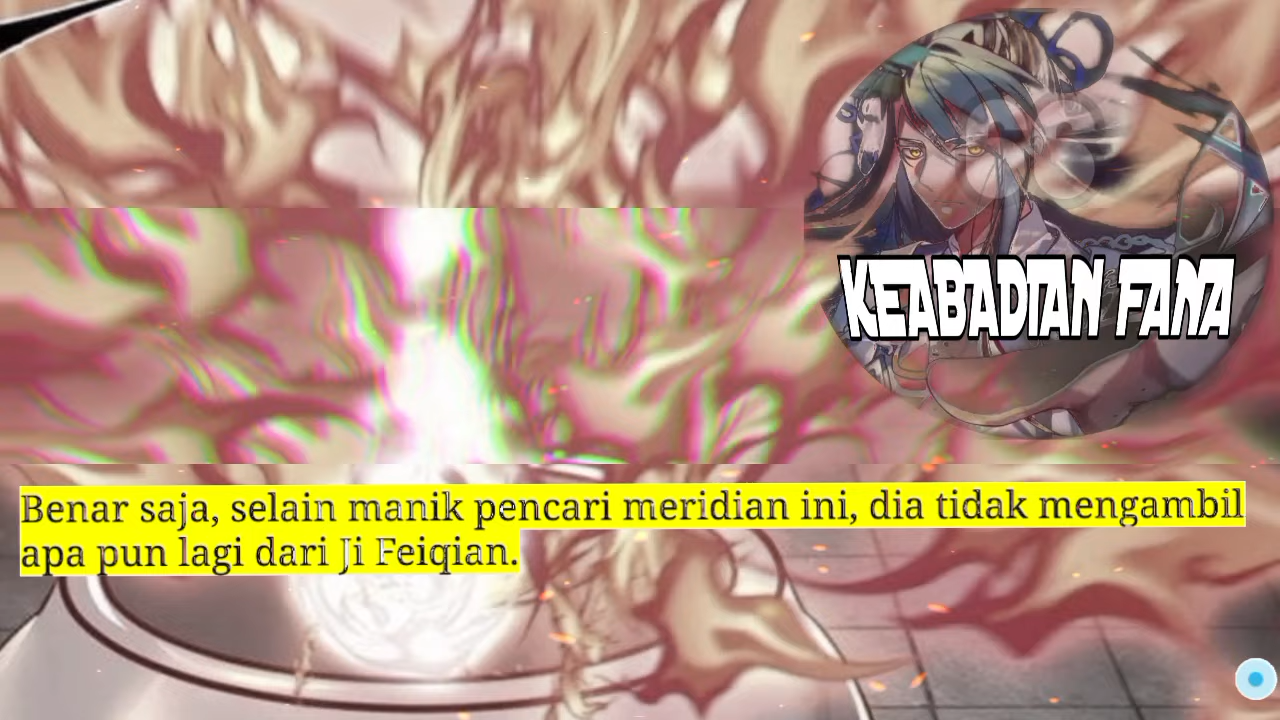 KEABADIAN FANA
Benar saja, selain manik pencari meridian ini, dia tidak mengambil
apa pun lagi dari Ji Feiqian.